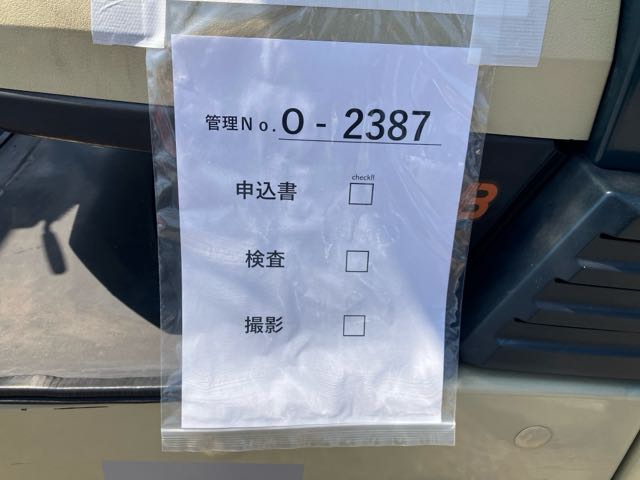 管理No. O - 2387
check!!
申込書 □
検査 □
撮影 □
B